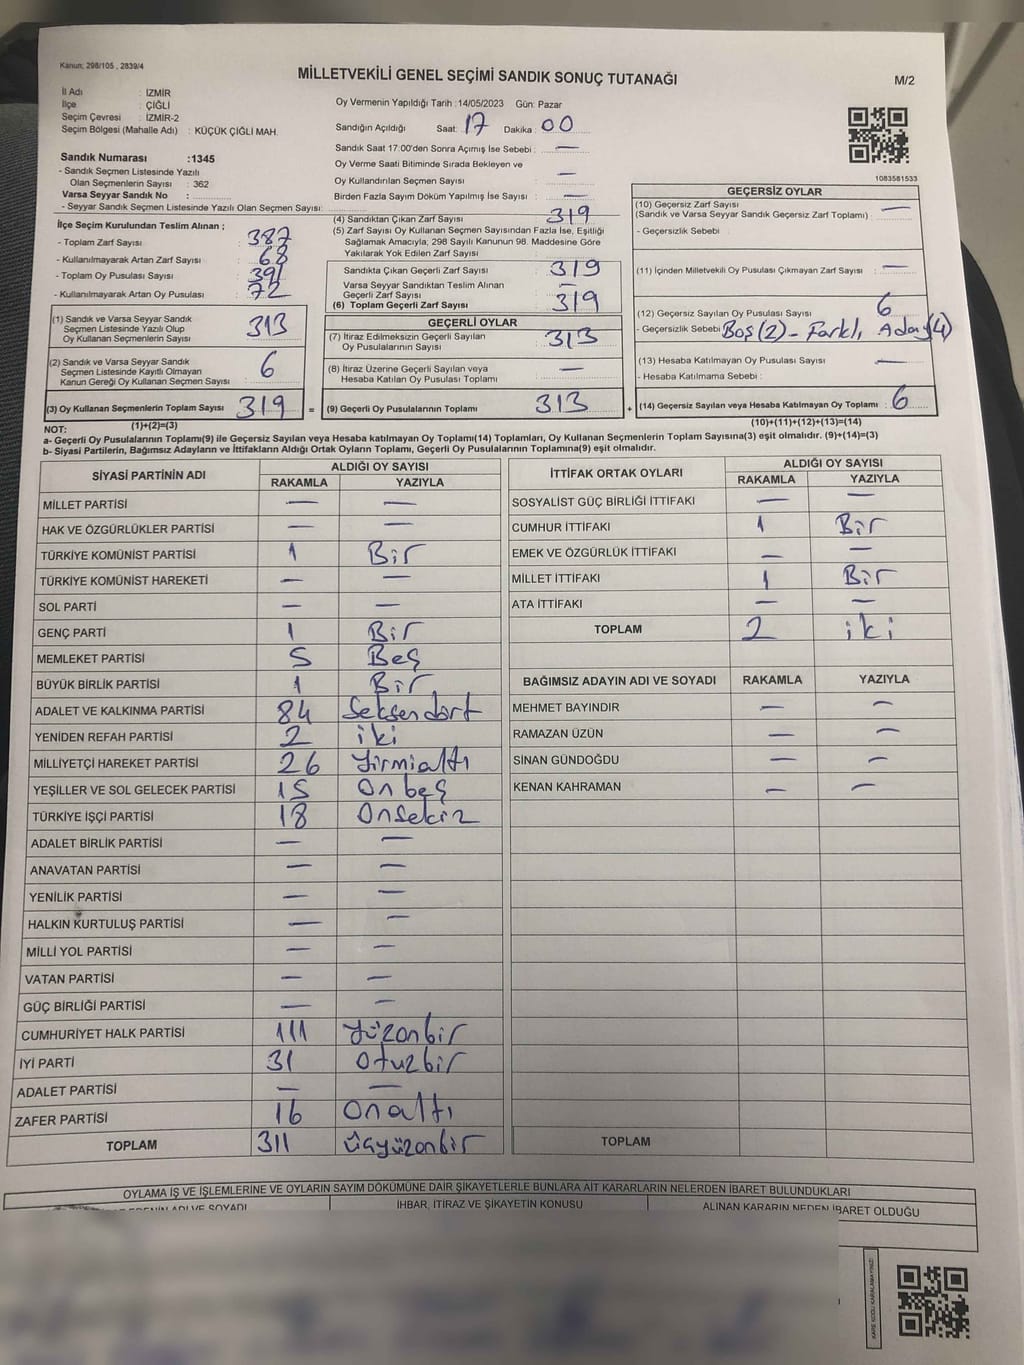 Kanun: 298/105 , 2839/4
MİLLETVEKİLİ GENEL SEÇİMİ SANDIK SONUÇ TUTANAĞI
M/2
İl Adı : İZMİR
İlçe : ÇİĞLİ
Seçim Çevresi : İZMİR-2
Seçim Bölgesi (Mahalle Adı) : KÜÇÜK ÇİĞLİ MAH.
Sandık Numarası :1345
- Sandık Seçmen Listesinde Yazılı
Olan Seçmenlerin Sayısı : 362
Varsa Seyyar Sandık No :
- Seyyar Sandık Seçmen Listesinde Yazılı Olan Seçmen Sayısı:
İlçe Seçim Kurulundan Teslim Alınan ;
- Toplam Zarf Sayısı : 387
- Kullanılmayarak Artan Zarf Sayısı : 68
- Toplam Oy Pusulası Sayısı : 391
- Kullanılmayarak Artan Oy Pusulası : 72
(1) Sandık ve Varsa Seyyar Sandık
Seçmen Listesinde Yazılı Olup
Oy Kullanan Seçmenlerin Sayısı : 313
(2) Sandık ve Varsa Seyyar Sandık
Seçmen Listesinde Kayıtlı Olmayan
Kanun Gereği Oy Kullanan Seçmen Sayısı : 6
(3) Oy Kullanan Seçmenlerin Toplam Sayısı : 319
(1)+(2)=(3)
Oy Vermenin Yapıldığı Tarih :14/05/2023 Gün: Pazar
Sandığın Açıldığı Saat: 17 Dakika : 00
Sandık Saat 17:00'den Sonra Açımış İse Sebebi : —
Oy Verme Saati Bitiminde Sırada Bekleyen ve
Oy Kullandırılan Seçmen Sayısı : —
Birden Fazla Sayım Döküm Yapılmış İse Sayısı : —
(4) Sandıktan Çıkan Zarf Sayısı : 319
(5) Zarf Sayısı Oy Kullanan Seçmen Sayısından Fazla İse, Eşitliği
Sağlamak Amacıyla; 298 Sayılı Kanunun 98. Maddesine Göre
Yakılarak Yok Edilen Zarf Sayısı :
Sandıkta Çıkan Geçerli Zarf Sayısı : 319
Varsa Seyyar Sandıktan Teslim Alınan
Geçerli Zarf Sayısı : —
(6) Toplam Geçerli Zarf Sayısı : 319
GEÇERLİ OYLAR
(7) İtiraz Edilmeksizin Geçerli Sayılan
Oy Pusulalarının Sayısı : 313
(8) İtiraz Üzerine Geçerli Sayılan veya
Hesaba Katılan Oy Pusulası Toplamı : —
= (9) Geçerli Oy Pusulalarının Toplamı : 313
1083581533
GEÇERSİZ OYLAR
(10) Geçersiz Zarf Sayısı : —
(Sandık ve Varsa Seyyar Sandık Geçersiz Zarf Toplamı)
- Geçersizlik Sebebi :
(11) İçinden Milletvekili Oy Pusulası Çıkmayan Zarf Sayısı : —
(12) Geçersiz Sayılan Oy Pusulası Sayısı : 6
- Geçersizlik Sebebi : Boş (2) – Farklı Aday (4)
(13) Hesaba Katılmayan Oy Pusulası Sayısı : —
- Hesaba Katılmama Sebebi :
+ (14) Geçersiz Sayılan veya Hesaba Katılmayan Oy Toplamı : 6
(10)+(11)+(12)+(13)=(14)
NOT:
a- Geçerli Oy Pusulalarının Toplamı(9) ile Geçersiz Sayılan veya Hesaba katılmayan Oy Toplamı(14) Toplamları, Oy Kullanan Seçmenlerin Toplam Sayısına(3) eşit olmalıdır. (9)+(14)=(3)
b- Siyasi Partilerin, Bağımsız Adayların ve İttifakların Aldığı Ortak Oyların Toplamı, Geçerli Oy Pusulalarının Toplamına(9) eşit olmalıdır.
SİYASİ PARTİNİN ADI ALDIĞI OY SAYISI
RAKAMLA YAZIYLA
MİLLET PARTİSİ — —
HAK VE ÖZGÜRLÜKLER PARTİSİ — —
TÜRKİYE KOMÜNİST PARTİSİ 1 Bir
TÜRKİYE KOMÜNİST HAREKETİ — —
SOL PARTİ — —
GENÇ PARTİ 1 Bir
MEMLEKET PARTİSİ 5 Beş
BÜYÜK BİRLİK PARTİSİ 1 Bir
ADALET VE KALKINMA PARTİSİ 84 Seksendört
YENİDEN REFAH PARTİSİ 2 iki
MİLLİYETÇİ HAREKET PARTİSİ 26 Yirmialtı
YEŞİLLER VE SOL GELECEK PARTİSİ 15 Onbeş
TÜRKİYE İŞÇİ PARTİSİ 18 Onsekiz
ADALET BİRLİK PARTİSİ — —
ANAVATAN PARTİSİ — —
YENİLİK PARTİSİ — —
HALKIN KURTULUŞ PARTİSİ — —
MİLLİ YOL PARTİSİ — —
VATAN PARTİSİ — —
GÜÇ BİRLİĞİ PARTİSİ — —
CUMHURİYET HALK PARTİSİ 111 Yüzonbir
İYİ PARTİ 31 Otuzbir
ADALET PARTİSİ — —
ZAFER PARTİSİ 16 Onaltı
TOPLAM 311 Üçyüzonbir
İTTİFAK ORTAK OYLARI ALDIĞI OY SAYISI
RAKAMLA YAZIYLA
SOSYALİST GÜÇ BİRLİĞİ İTTİFAKI — —
CUMHUR İTTİFAKI 1 Bir
EMEK VE ÖZGÜRLÜK İTTİFAKI — —
MİLLET İTTİFAKI 1 Bir
ATA İTTİFAKI — —
TOPLAM 2 iki
BAĞIMSIZ ADAYIN ADI VE SOYADI RAKAMLA YAZIYLA
MEHMET BAYINDIR — —
RAMAZAN ÜZÜN — —
SİNAN GÜNDOĞDU — —
KENAN KAHRAMAN — —
TOPLAM
OYLAMA İŞ VE İŞLEMLERİNE VE OYLARIN SAYIM DÖKÜMÜNE DAİR ŞİKAYETLERLE BUNLARA AİT KARARLARIN NELERDEN İBARET BULUNDUKLARI
ADI VE SOYADI İHBAR, İTİRAZ VE ŞİKAYETİN KONUSU ALINAN KARARIN NEDEN İBARET OLDUĞU
KARE KODU KARALAMAYINIZ!